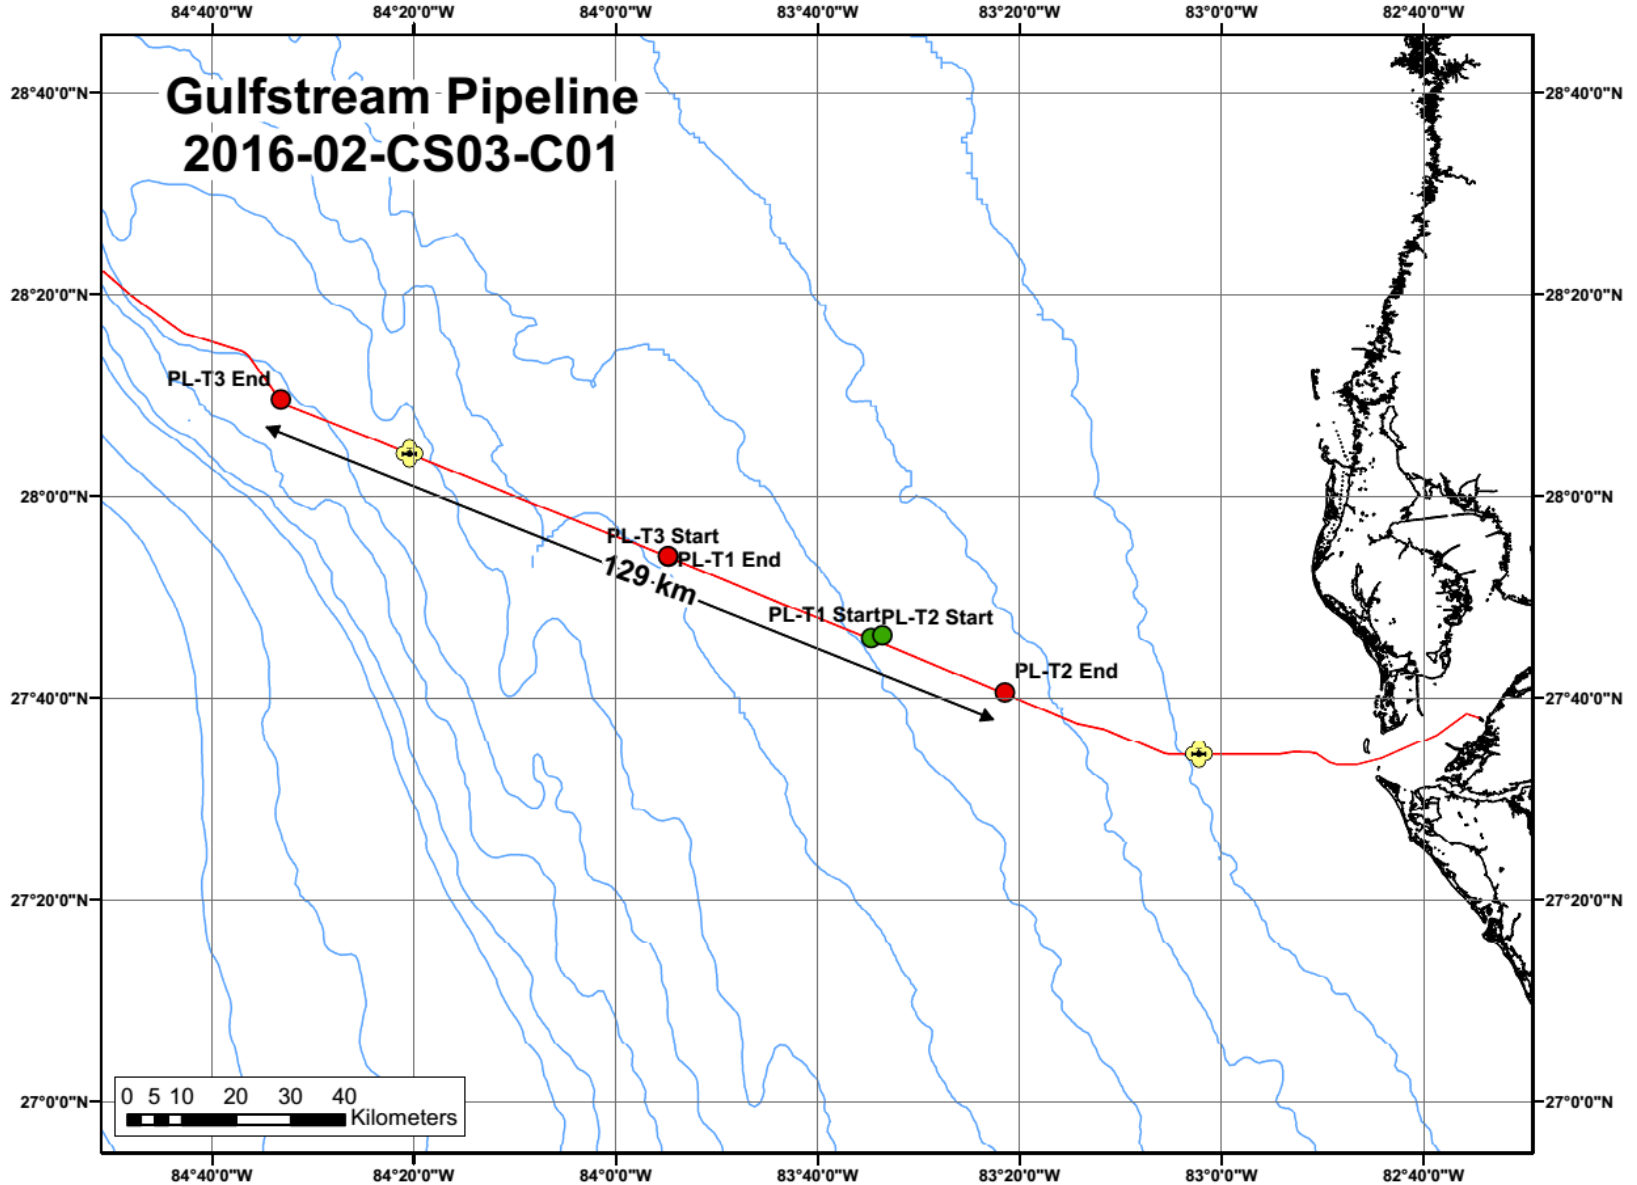 84°40'0"W 84°20'0"W 84°0'0"W 83°40'0"W 83°20'0"W 83°0'0"W 82°40'0"W
Gulfstream Pipeline
2016-02-CS03-C01
28°40'0"N 28°40'0"N
28°20'0"N 28°20'0"N
PL-T3 End
28°0'0"N 28°0'0"N
PL-T3 Start
PL-T1 End
129 km
PL-T1 Start PL-T2 Start
PL-T2 End
27°40'0"N 27°40'0"N
27°20'0"N 27°20'0"N
0 5 10 20 30 40
Kilometers
27°0'0"N 27°0'0"N
84°40'0"W 84°20'0"W 84°0'0"W 83°40'0"W 83°20'0"W 83°0'0"W 82°40'0"W